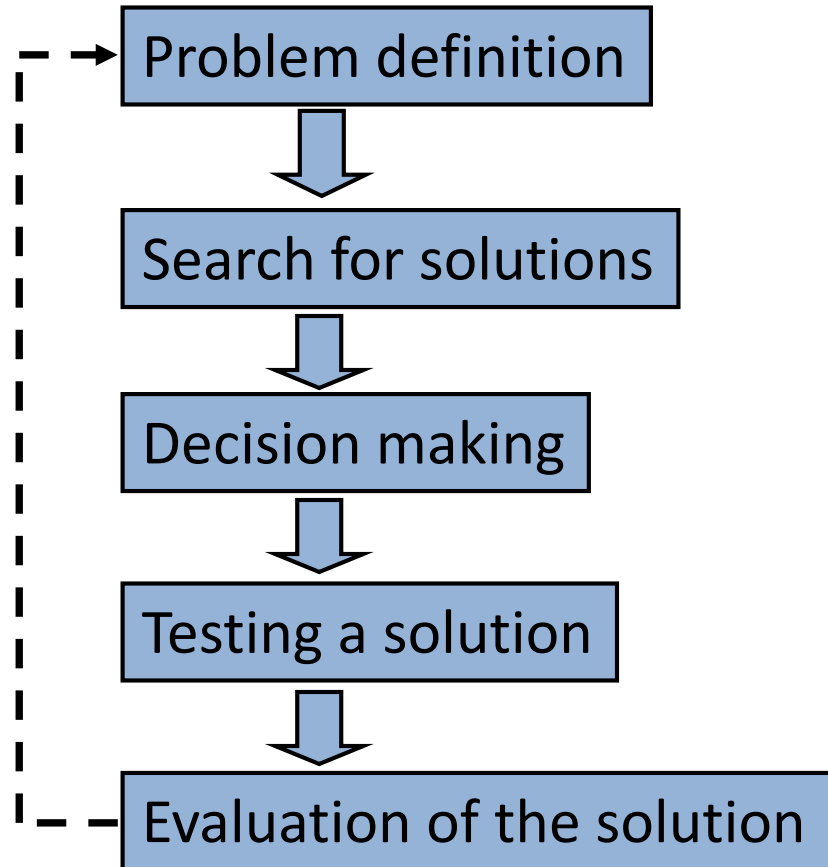 Problem definition
Search for solutions
Decision making
Testing a solution
Evaluation of the solution